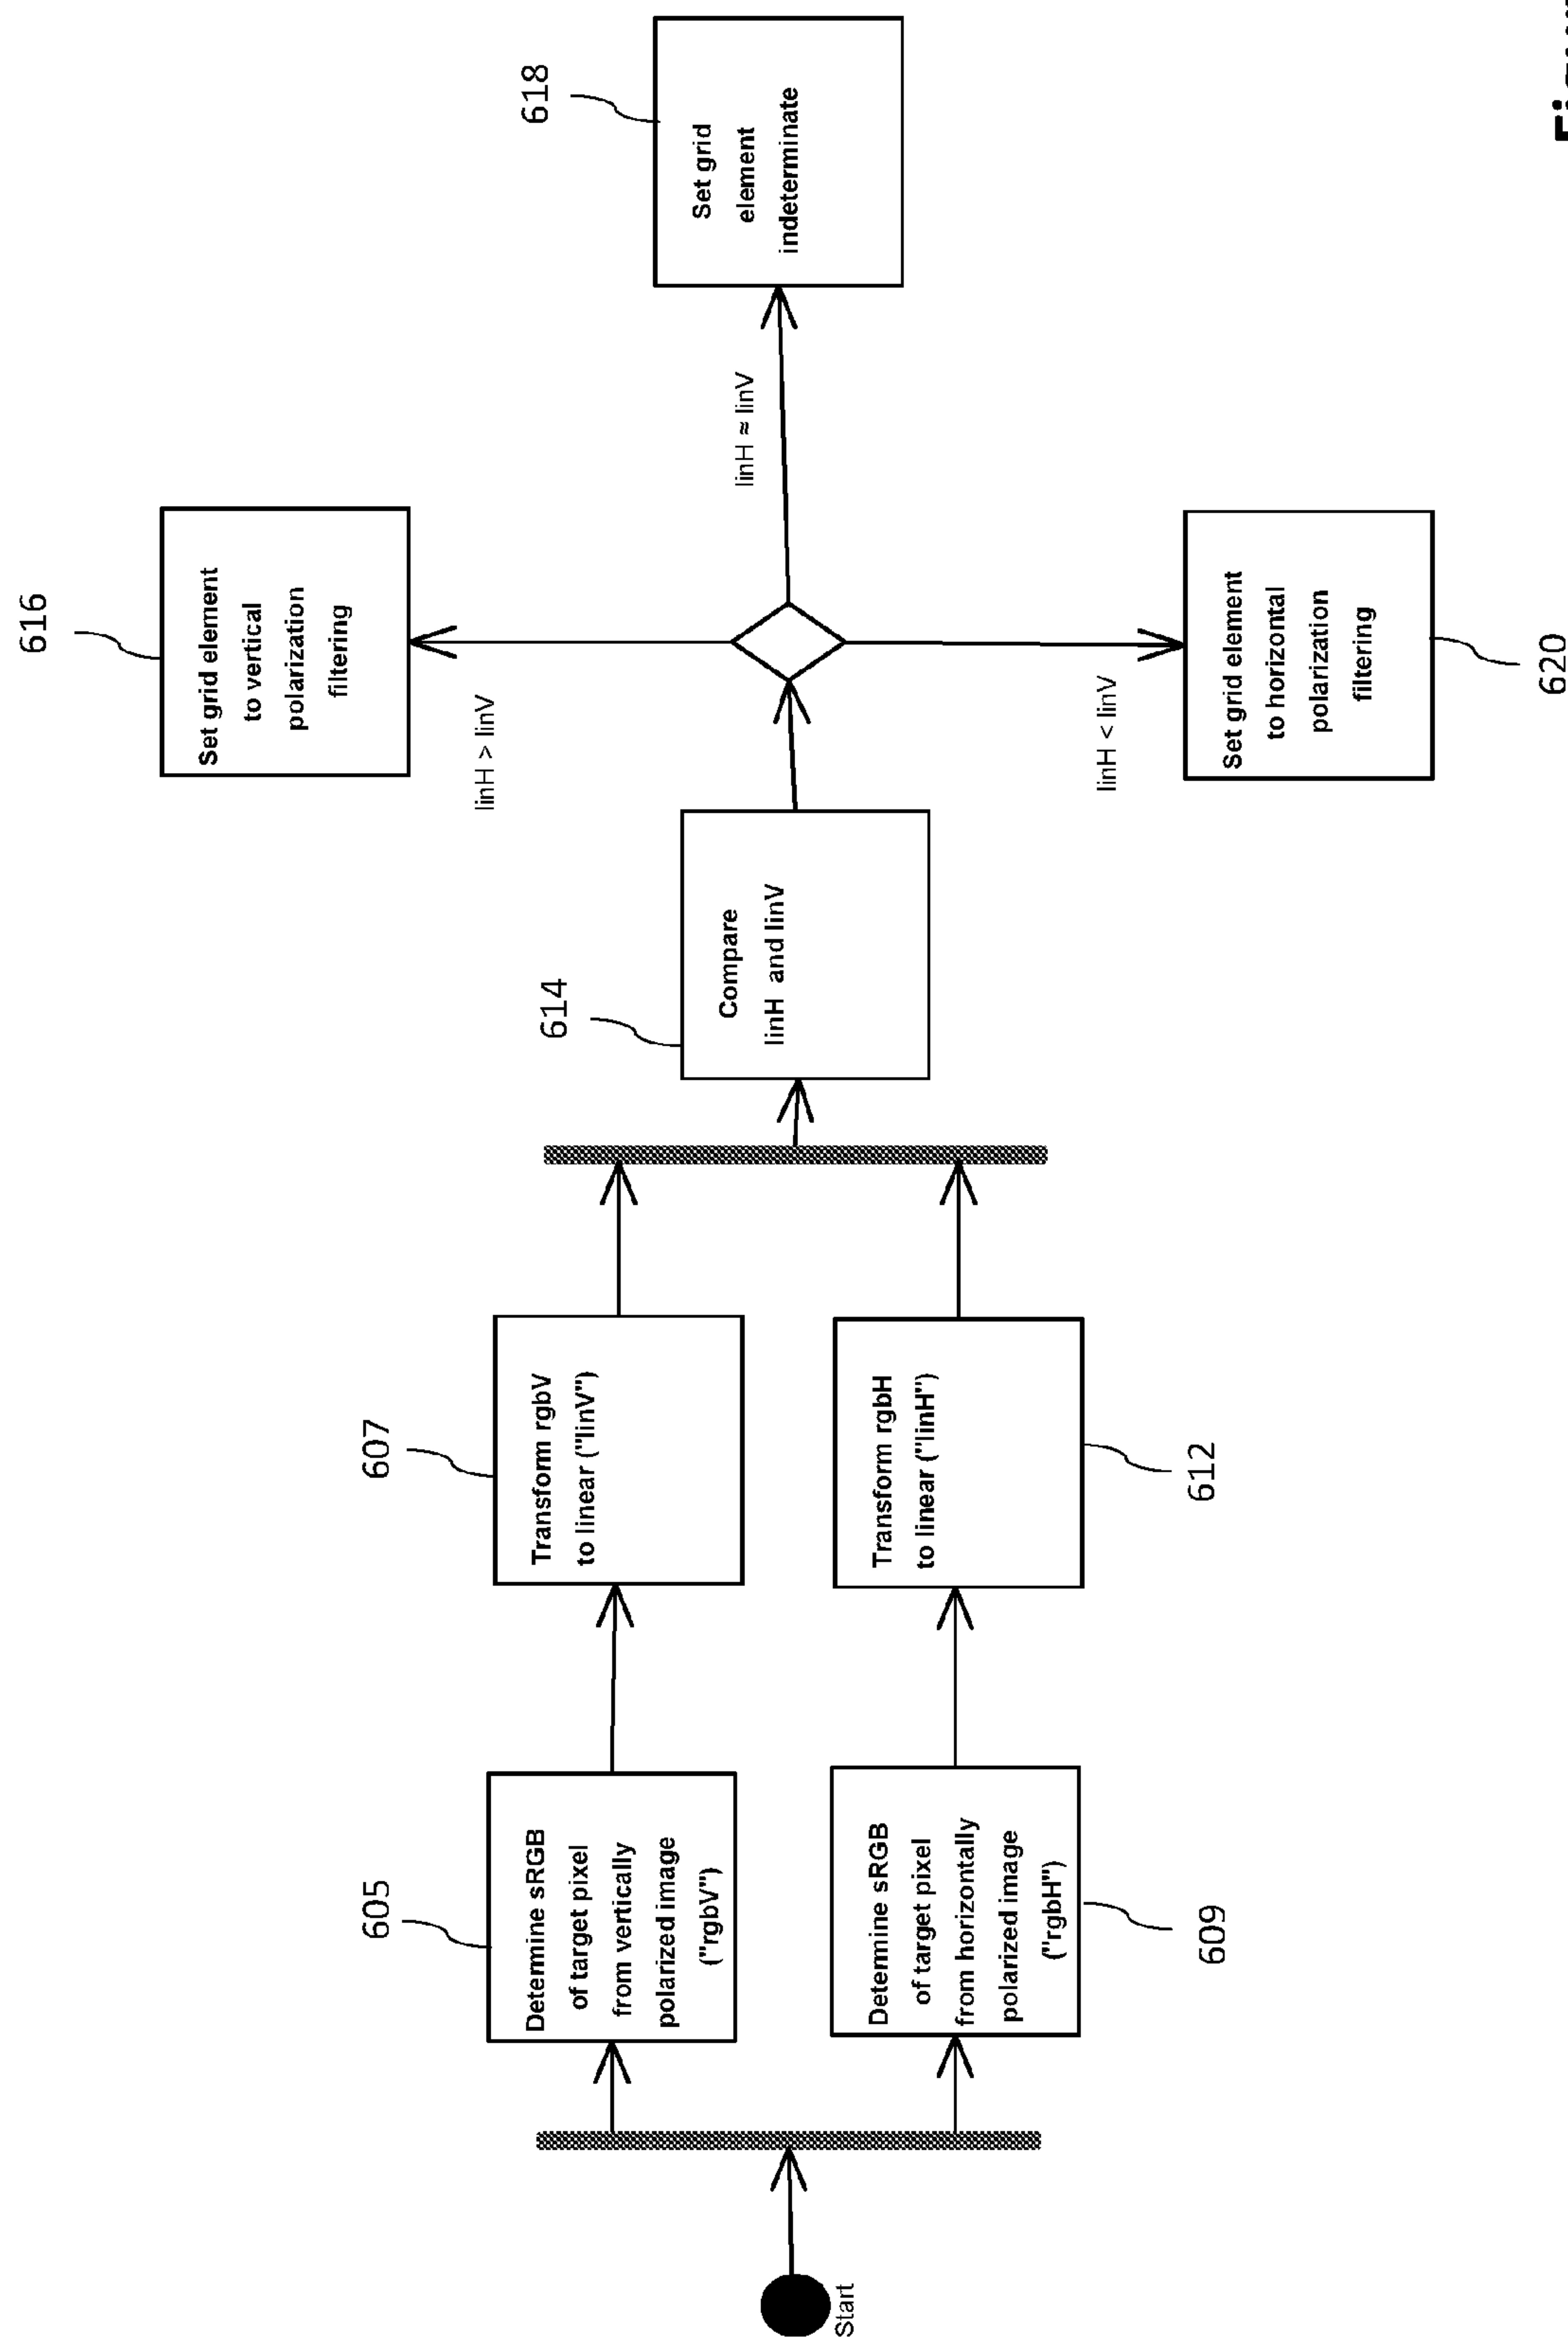 Start
605
Determine sRGB
of target pixel
from vertically
polarized image
("rgbV")
609
Determine sRGB
of target pixel
from horizontally
polarized image
("rgbH")
607
Transform rgbV
to linear ("linV")
612
Transform rgbH
to linear ("linH")
614
Compare
linH and linV
linH > linV
616
Set grid element
to vertical
polarization
filtering
linH ≈ linV
618
Set grid
element
indeterminate
linH < linV
620
Set grid element
to horizontal
polarization
filtering